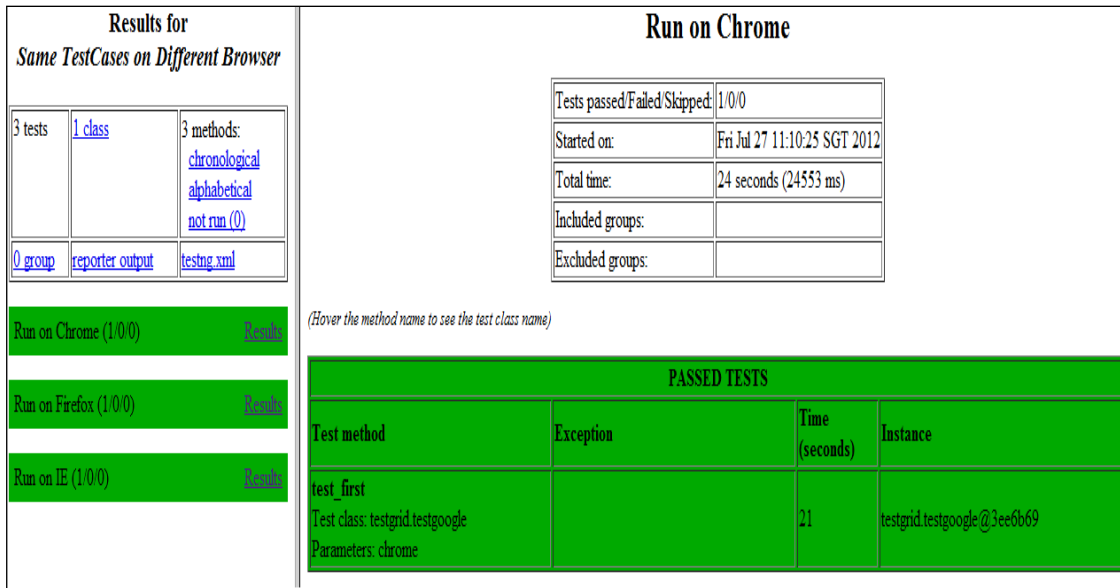 Results for
Same TestCases on Different Browser
3 tests
1 class
3 methods:
chronological
alphabetical
not run (0)
0 group
reporter output
testng.xml
Run on Chrome (1/0/0) Results
Run on Firefox (1/0/0) Results
Run on IE (1/0/0) Results
Run on Chrome
Tests passed/Failed/Skipped: 1/0/0
Started on: Fri Jul 27 11:10:25 SGT 2012
Total time: 24 seconds (24553 ms)
Included groups:
Excluded groups:
(Hover the method name to see the test class name)
PASSED TESTS
Test method Exception Time (seconds) Instance
test_first
Test class: testgrid.testgoogle 21 testgrid.testgoogle@3ee6b69
Parameters: chrome